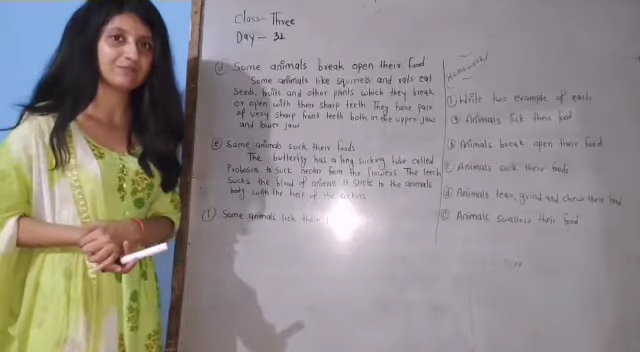 Class- Three
Day - 31
(d) Some animals break open their food
Some animals like squirrels and rats eat
seeds, fruits and other plants which they break
or open with their sharp teeth They have pair
of very sharp front teeth both in the upper jaw
and lower jaw
(e) Some animals suck their foods
The butterfly has a long sucking tube called
Proboscis to suck nectar from the flowers. The leech
sucks the blood of animals It sticks to the animals
body with the help of the suckers
(f) Some animals lick their
Homework
(1) Write two example of each
(a) Animals lick their food
(b) Animals break open their food
(c) Animals suck their foods
(d) Animals tear, grind and chew their food
(e) Animals swallow their food